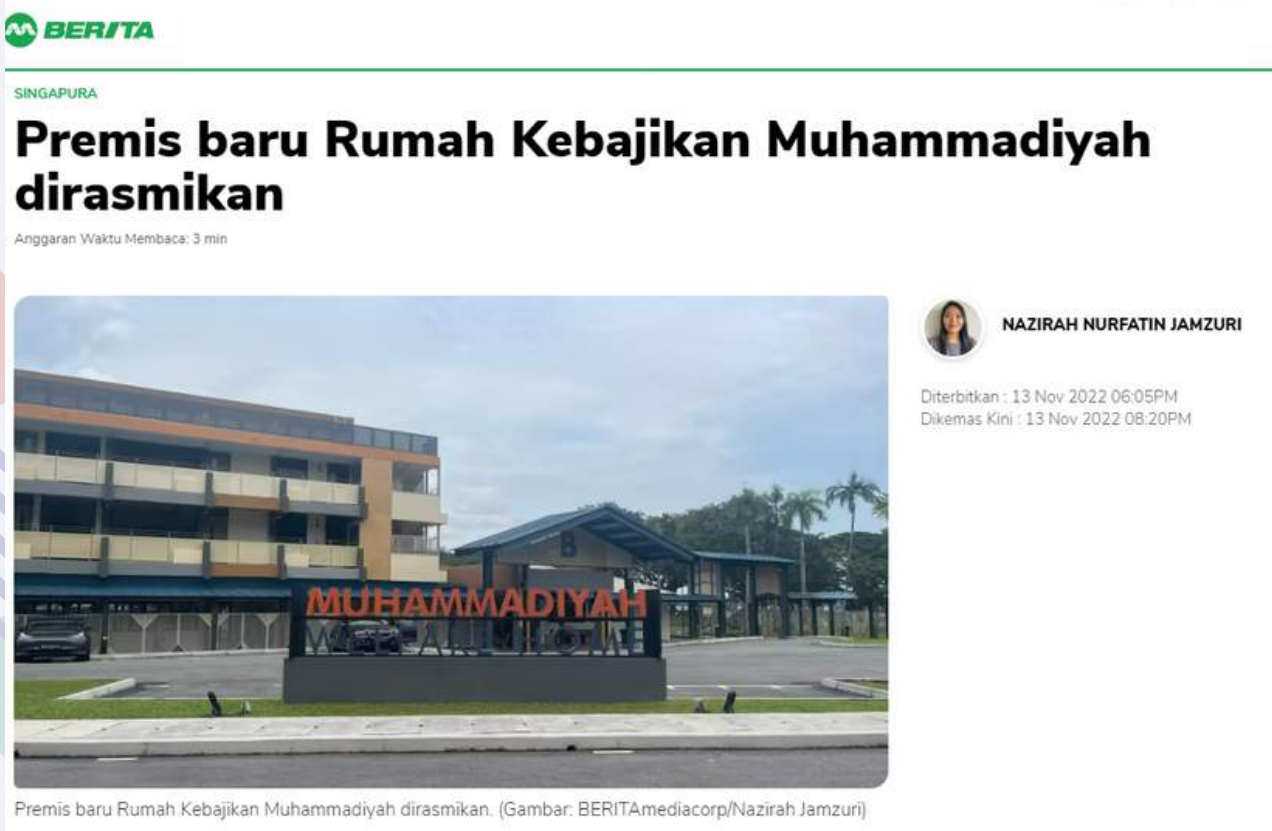 BERITA
SINGAPURA
Premis baru Rumah Kebajikan Muhammadiyah
dirasmikan
Anggaran Waktu Membaca: 3 min
NAZIRAH NURFATIN JAMZURI
Diterbitkan : 13 Nov 2022 06:05PM
Dikemas Kini : 13 Nov 2022 08:20PM
B
MUHAMMADIYAH
WELFARE HOME
Premis baru Rumah Kebajikan Muhammadiyah dirasmikan. (Gambar: BERITAmediacorp/Nazirah Jamzuri)